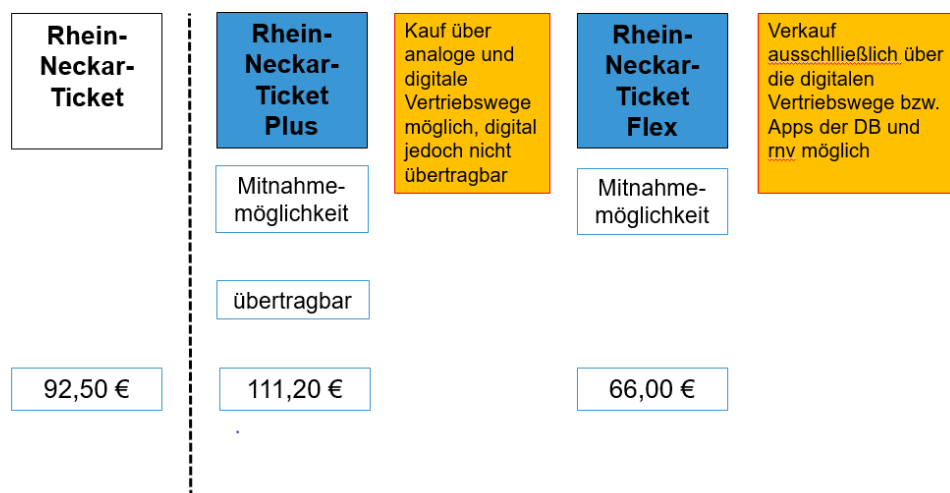 Rhein-
Neckar-
Ticket
Rhein-
Neckar-
Ticket
Plus
Kauf über
analoge und
digitale
Vertriebswege
möglich, digital
jedoch nicht
übertragbar
Rhein-
Neckar-
Ticket
Flex
Verkauf
ausschlließlich über
die digitalen
Vertriebswege bzw.
Apps der DB und
rnv möglich
Mitnahme-
möglichkeit
Mitnahme-
möglichkeit
übertragbar
92,50 €
111,20 €
66,00 €